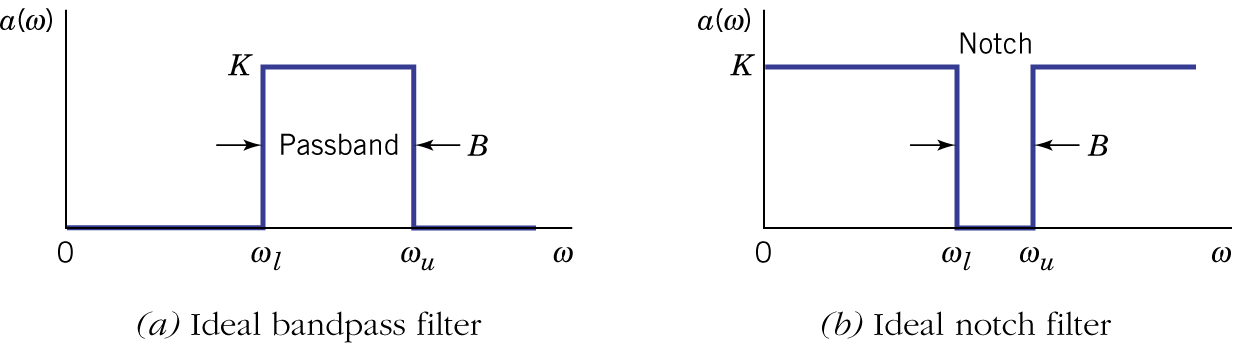 a(ω)
K
Passband
B
0
ω_l
ω_u
ω
(a) Ideal bandpass filter
a(ω)
Notch
K
B
0
ω_l
ω_u
ω
(b) Ideal notch filter